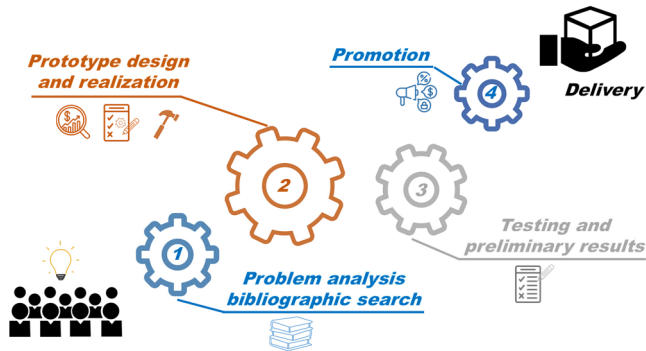 Prototype design
and realization
Promotion
Delivery
4
%
$
$
2
3
Testing and
preliminary results
1
Problem analysis
bibliographic search